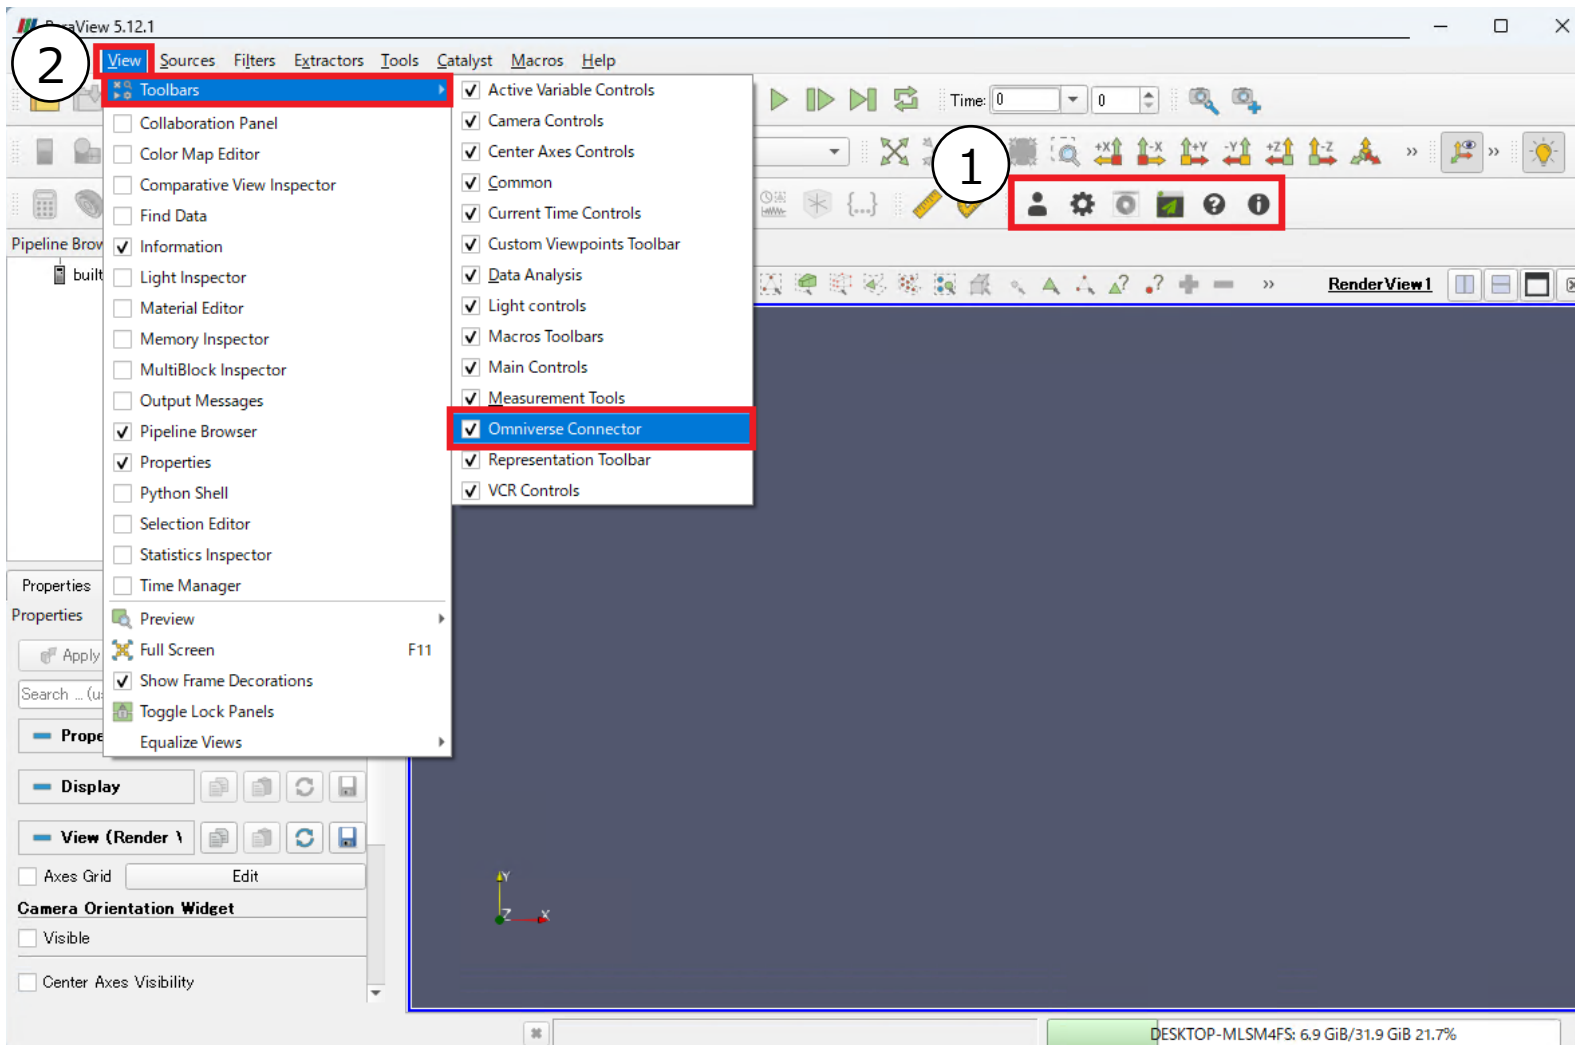 ParaView 5.12.1
2
View Sources Filters Extractors Tools Catalyst Macros Help
Time: 0 0
+X -X +Y -Y +Z -Z » »
1
{...}
Toolbars
Collaboration Panel
Color Map Editor
Comparative View Inspector
Find Data
Information
Light Inspector
Material Editor
Memory Inspector
MultiBlock Inspector
Output Messages
Pipeline Browser
Properties
Python Shell
Selection Editor
Statistics Inspector
Time Manager
Preview
Full Screen F11
Show Frame Decorations
Toggle Lock Panels
Equalize Views
Active Variable Controls
Camera Controls
Center Axes Controls
Common
Current Time Controls
Custom Viewpoints Toolbar
Data Analysis
Light controls
Macros Toolbars
Main Controls
Measurement Tools
Omniverse Connector
Representation Toolbar
VCR Controls
Pipeline Brow
built
» RenderView1
Properties
Properties
Apply
Search ... (u
Prope
Display
View (Render V
Axes Grid Edit
Camera Orientation Widget
Visible
Center Axes Visibility
Y
Z X
DESKTOP-MLSM4FS: 6.9 GiB/31.9 GiB 21.7%